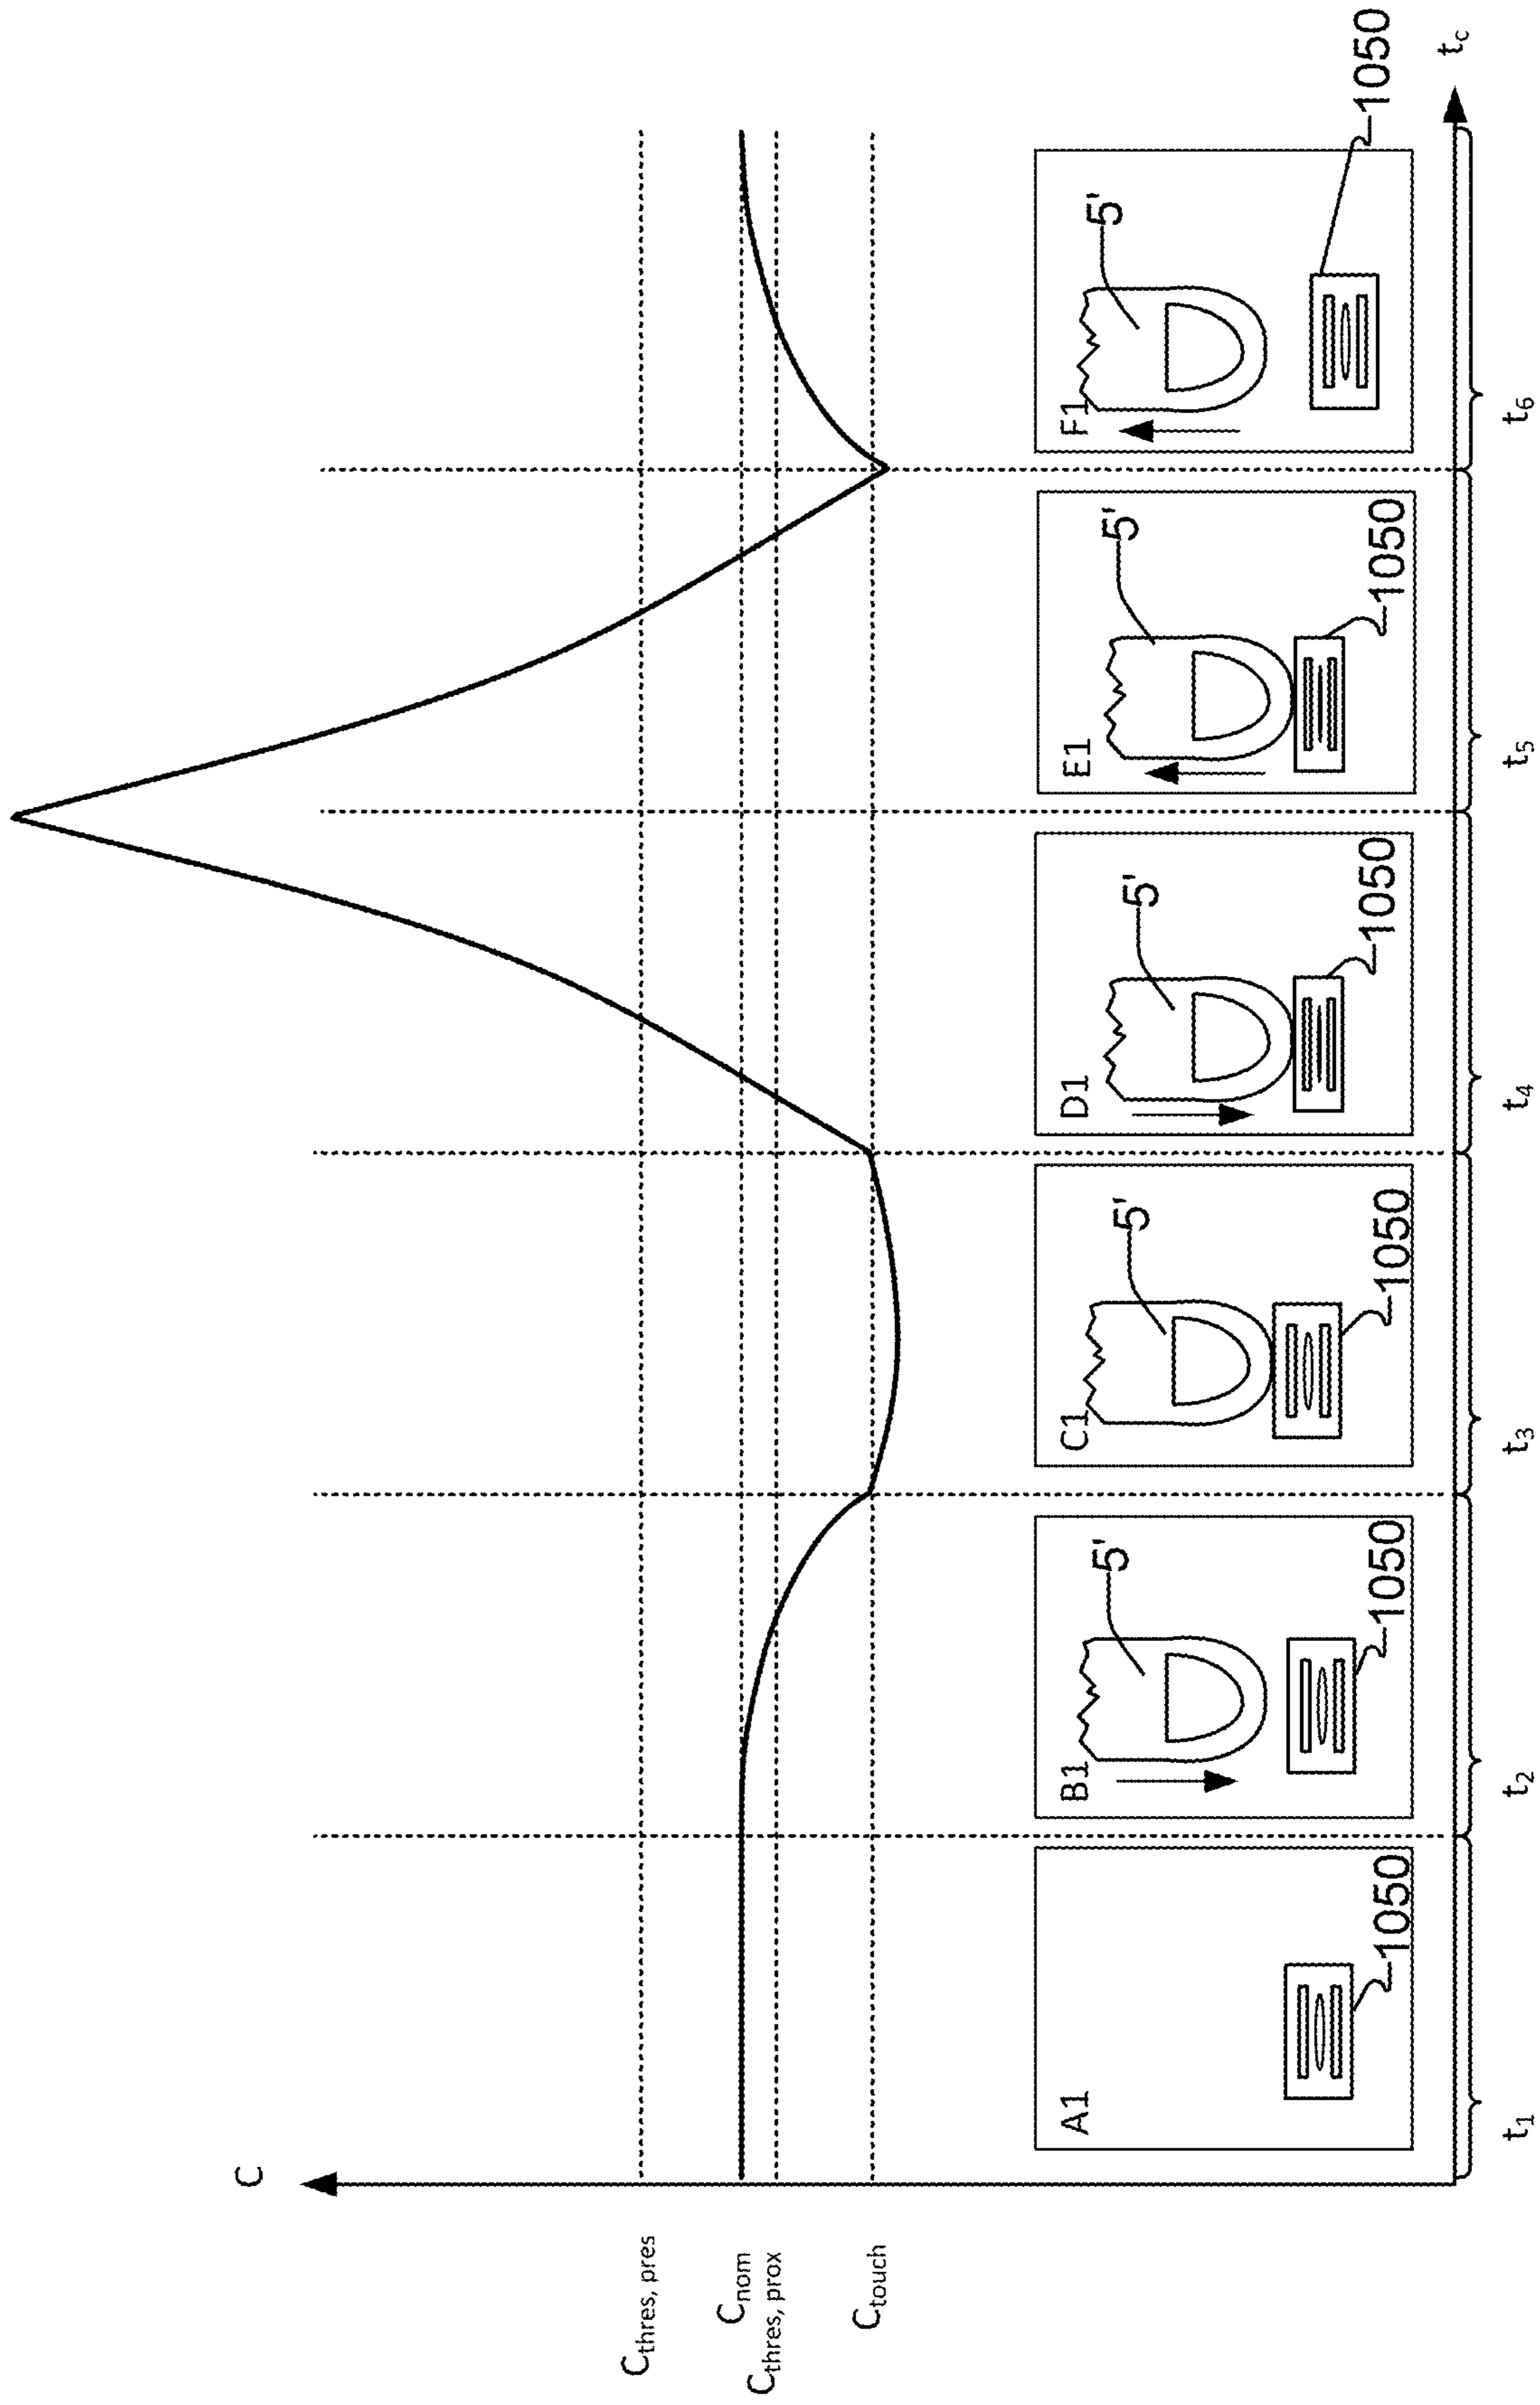 C
C_thres, pres
C_nom
C_thres, prox
C_touch
A1
1050
B1
5'
1050
C1
5'
1050
D1
5'
1050
E1
5'
1050
F1
5'
1050
t_1
t_2
t_3
t_4
t_5
t_6
t_c